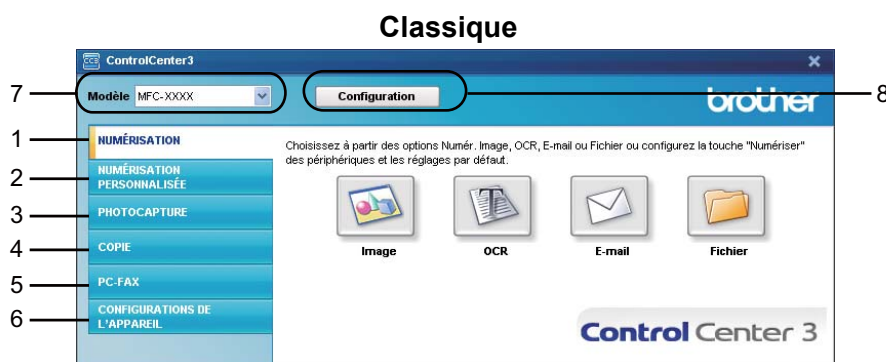 Classique
ControlCenter3
7 Modèle MFC-XXXX Configuration 8
brother
1 NUMÉRISATION
2 NUMÉRISATION
PERSONNALISÉE
3 PHOTOCAPTURE
4 COPIE
5 PC-FAX
6 CONFIGURATIONS DE
L'APPAREIL
Choisissez à partir des options Numér. Image, OCR, E-mail ou Fichier ou configurez la touche "Numériser"
des périphériques et les réglages par défaut.
Image OCR E-mail Fichier
Control Center 3